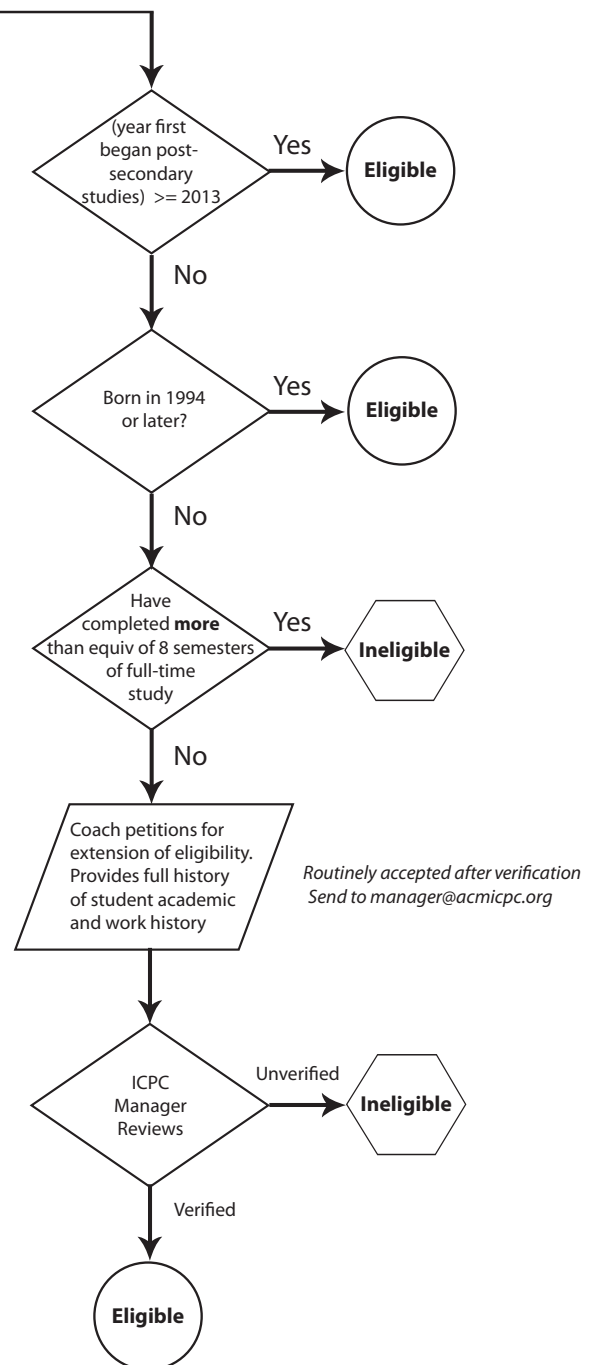 (year first
began post-
secondary
studies) >= 2013
Yes
Eligible
No
Born in 1994
or later?
Yes
Eligible
No
Have
completed more
than equiv of 8 semesters
of full-time
study
Yes
Ineligible
No
Coach petitions for
extension of eligibility.
Provides full history
of student academic
and work history
Routinely accepted after verification
Send to manager@acmicpc.org
ICPC
Manager
Reviews
Unverified
Ineligible
Verified
Eligible